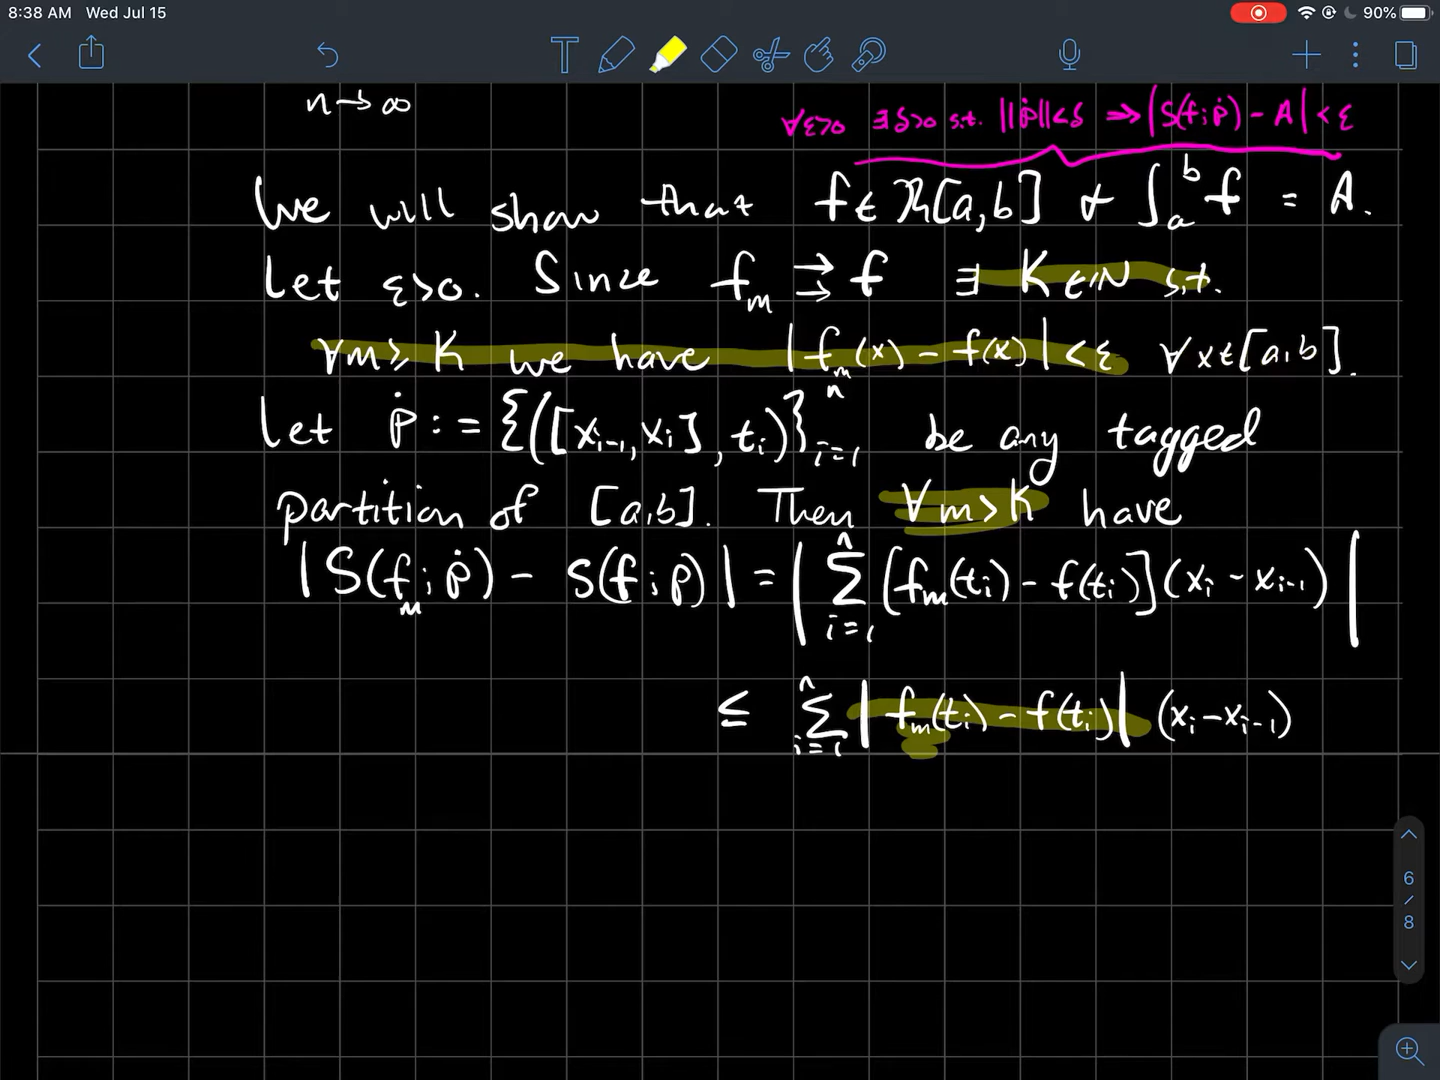 8:38 AM Wed Jul 15 90%
n→∞
∀ε>0 ∃δ>0 s.t. ||Ṗ||<δ ⇒ |S(f;Ṗ) - A| < ε
We will show that f∈ℛ[a,b] & ∫_a^b f = A.
Let ε>0. Since f_m ⇉ f ∃ K∈ℕ s.t.
∀m≥K we have |f_m(x) - f(x)| < ε ∀x∈[a,b].
Let Ṗ := {([x_{i-1}, x_i], t_i)}_{i=1}^n be any tagged
partition of [a,b]. Then ∀m>K have
|S(f_m;Ṗ) - S(f;Ṗ)| = |∑_{i=1}^n [f_m(t_i) - f(t_i)](x_i - x_{i-1})|
≤ ∑_{i=1}^n |f_m(t_i) - f(t_i)| (x_i - x_{i-1})
6
/
8